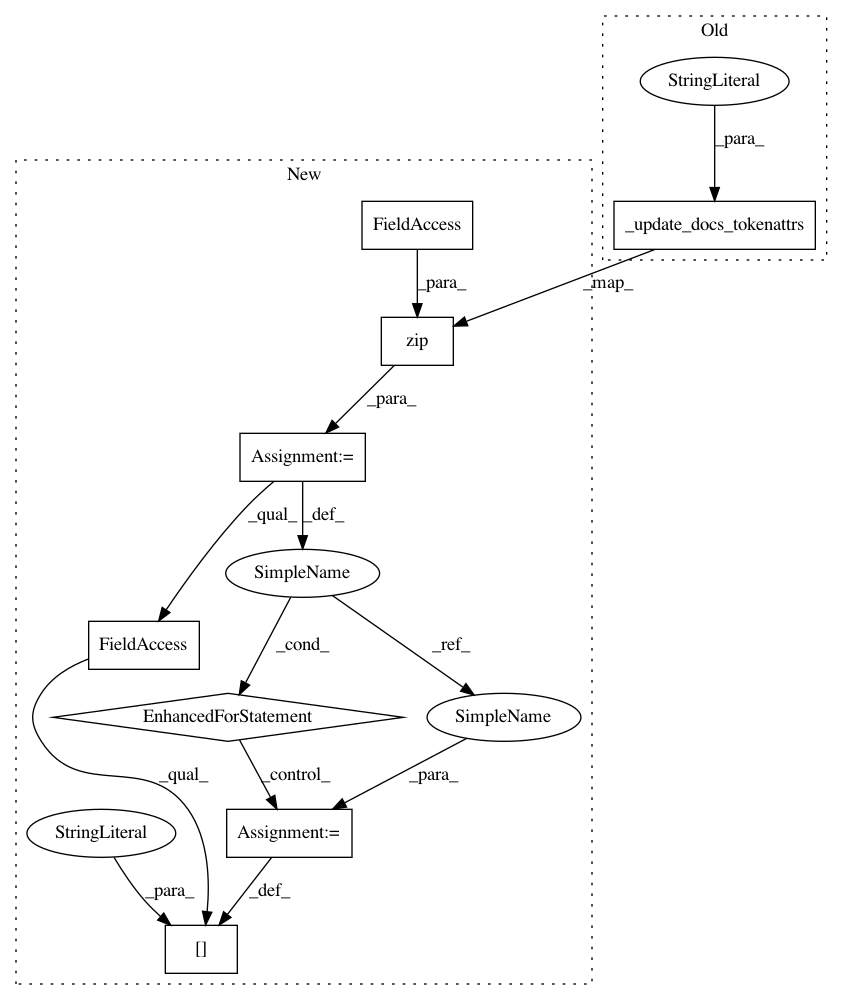 Old
StringLiteral
_para_
New
FieldAccess
_update_docs_tokenattrs
_para_
_map_
zip
_para_
Assignment:=
_qual_
_def_
SimpleName
FieldAccess
_cond_
_ref_
EnhancedForStatement
SimpleName
_qual_
_control_
_para_
StringLiteral
Assignment:=
_para_
_def_
[]